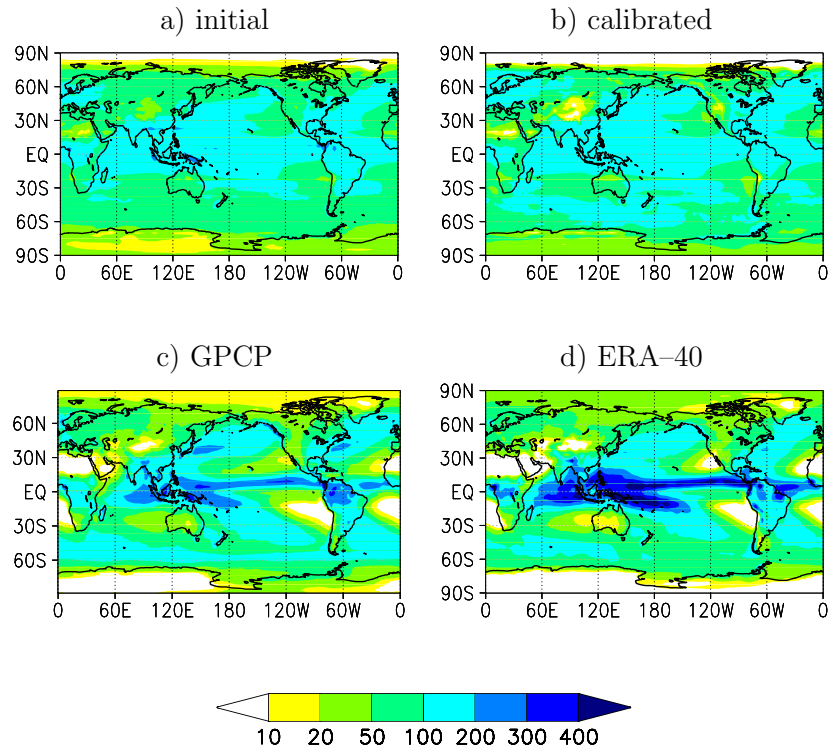 a) initial
b) calibrated
90N
60N
30N
EQ
30S
60S
90S
0 60E 120E 180 120W 60W 0
90N
60N
30N
EQ
30S
60S
90S
0 60E 120E 180 120W 60W 0
c) GPCP
d) ERA–40
60N
30N
EQ
30S
60S
0 60E 120E 180 120W 60W 0
90N
60N
30N
EQ
30S
60S
90S
0 60E 120E 180 120W 60W 0
10 20 50 100 200 300 400